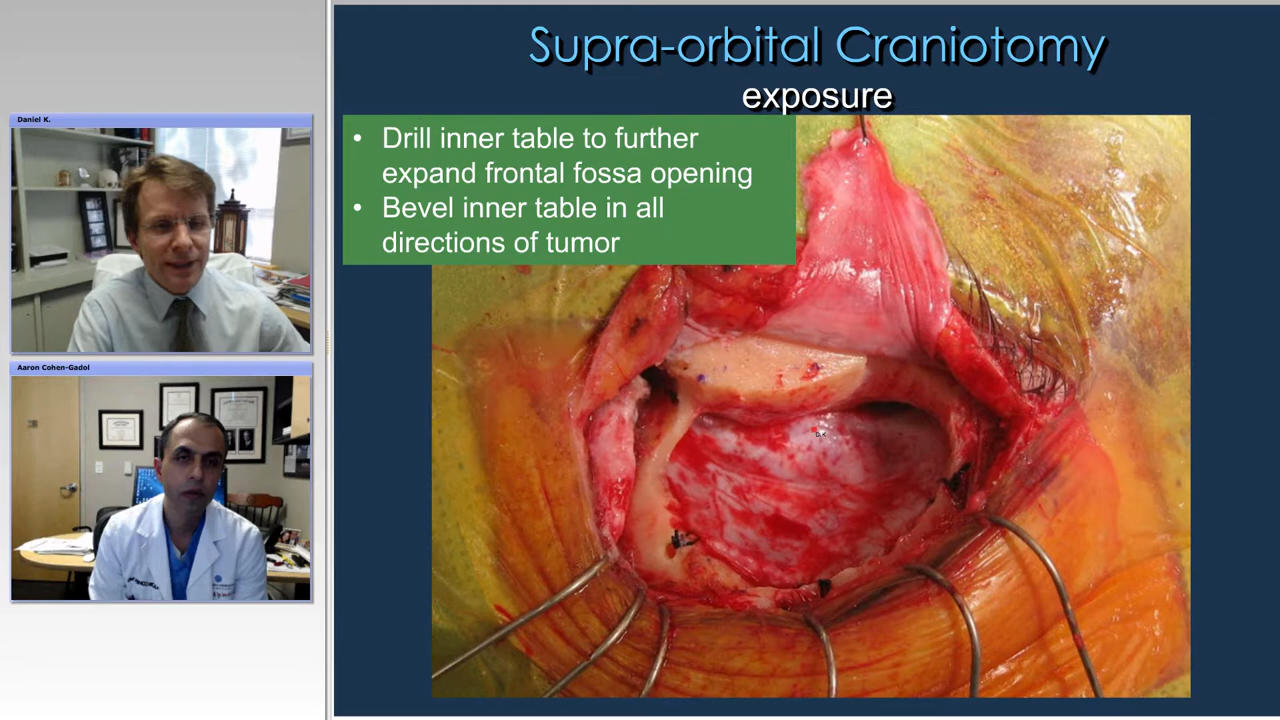 Daniel K.
Aaron Cohen-Gadol
Supra-orbital Craniotomy
exposure
• Drill inner table to further
expand frontal fossa opening
• Bevel inner table in all
directions of tumor
D.K